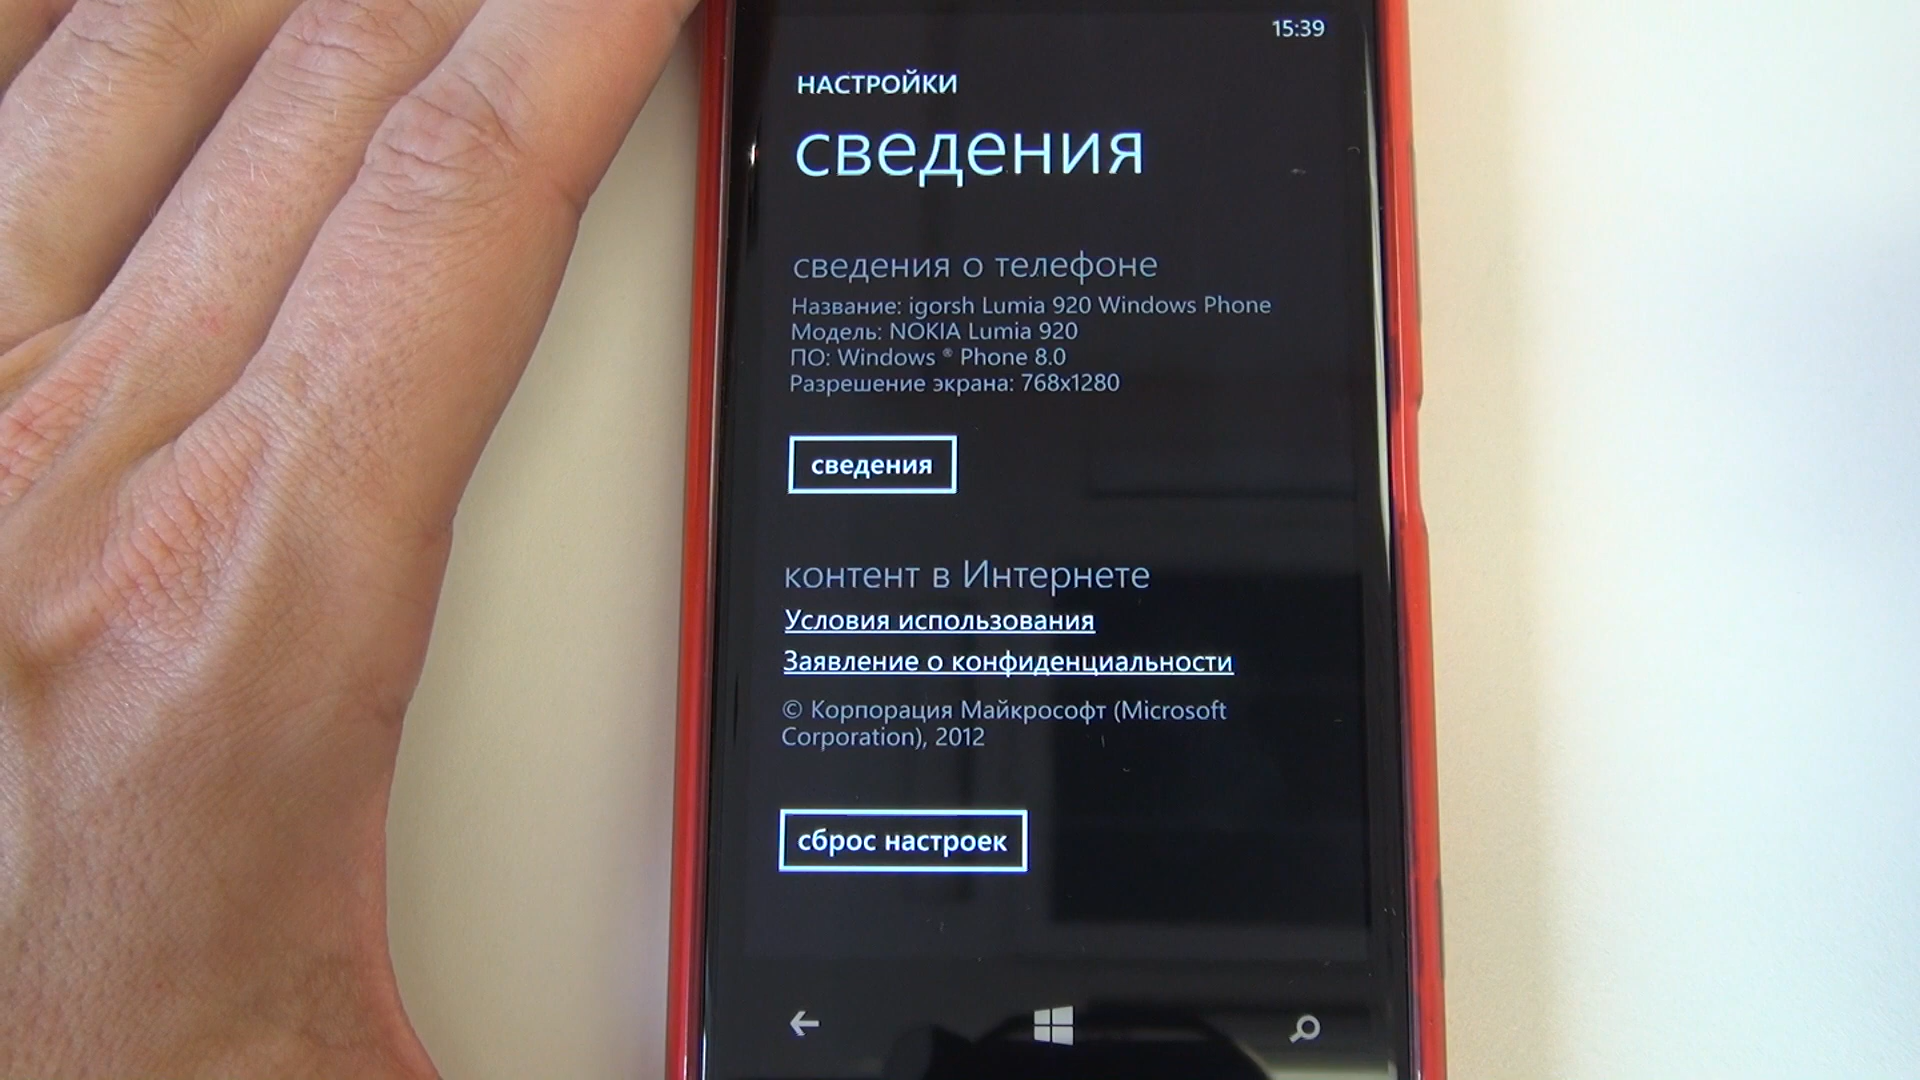 15:39
НАСТРОЙКИ
сведения
сведения о телефоне
Название: igorsh Lumia 920 Windows Phone
Модель: NOKIA Lumia 920
ПО: Windows ® Phone 8.0
Разрешение экрана: 768x1280
сведения
контент в Интернете
Условия использования
Заявление о конфиденциальности
© Корпорация Майкрософт (Microsoft
Corporation), 2012
сброс настроек